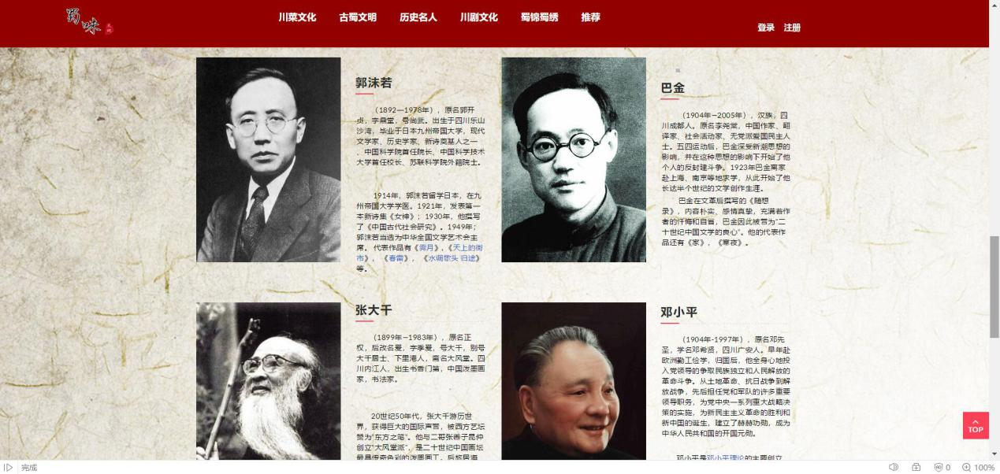 蜀味
川菜文化 古蜀文明 历史名人 川剧文化 蜀锦蜀绣 推荐
登录 注册
郭沫若
（1892—1978年），原名郭开
贞，字鼎堂，号尚武。出生于四川乐山
沙湾，毕业于日本九州帝国大学，现代
文学家、历史学家、新诗奠基人之一
、中国科学院首任院长、中国科学技术
大学首任校长、苏联科学院外籍院士。
1914年，郭沫若留学日本，在九
州帝国大学学医。1921年，发表第一
本新诗集《女神》；1930年，他撰写
了《中国古代社会研究》。1949年；
郭沫若当选为中华全国文学艺术会主
席。 代表作品有《霁月》，《天上的街
市》， 《春雷》， 《水调歌头 归途》
等。
巴金
（1904年—2005年），汉族，四
川成都人。原名李尧棠，中国作家、翻
译家、社会活动家、无党派爱国民主人
士。五四运动后，巴金深受新潮思想的
影响，并在这种思想的影响下开始了他
个人的反封建斗争。1923年巴金离家
赴上海、南京等地求学，从此开始了他
长达半个世纪的文学创作生涯。
巴金在文革后撰写的《随想
录》，内容朴实、感情真挚，充满着作
者的忏悔和自省，巴金因此被誉为“二
十世纪中国文学的良心”。他的代表作
品还有《家》，《寒夜》。
张大千
（1899年—1983年），原名正
权，后改名爰，字季爰，号大千，别号
大千居士、下里港人，斋名大风堂。四
川内江人，出生书香门第，中国泼墨画
家，书法家。
20世纪50年代，张大千游历世
界，获得巨大的国际声誉，被西方艺坛
赞为“东方之笔”。他与二哥张善子昆仲
创立“大风堂派”，是二十世纪中国画坛
最具传奇色彩的泼墨画工。后旅居海
邓小平
（1904年-1997年），原名邓先
圣，学名邓希贤，四川广安人。早年赴
欧洲勤工俭学，归国后，他全身心地投
入党领导的争取民族独立和人民解放的
革命斗争。从土地革命、抗日战争到解
放战争，先后担任党和军队的许多重要
领导职务，为党中央一系列重大战略决
策的实施，为新民主主义革命的胜利和
新中国的诞生，建立了赫赫功勋，成为
中华人民共和国的开国元勋。
邓小平是邓小平理论的主要创立
TOP
完成
0
100%